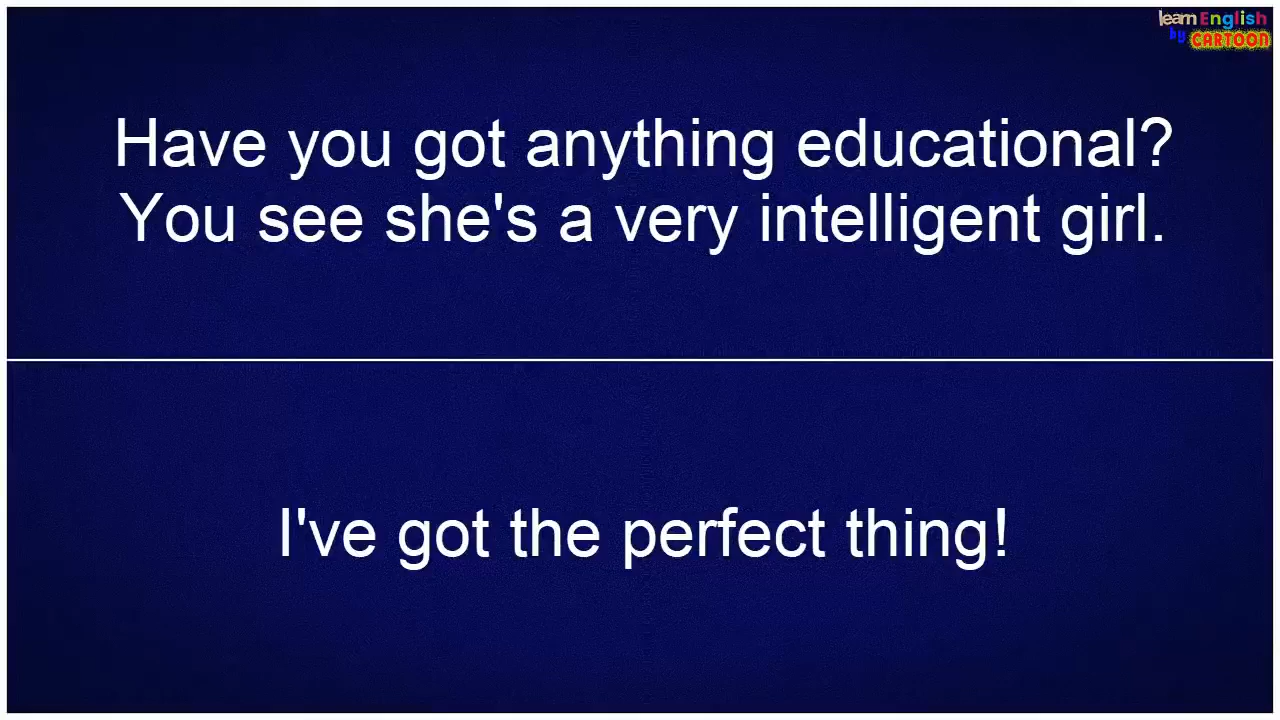 learn English
by CARTOON
Have you got anything educational?
You see she's a very intelligent girl.
I've got the perfect thing!